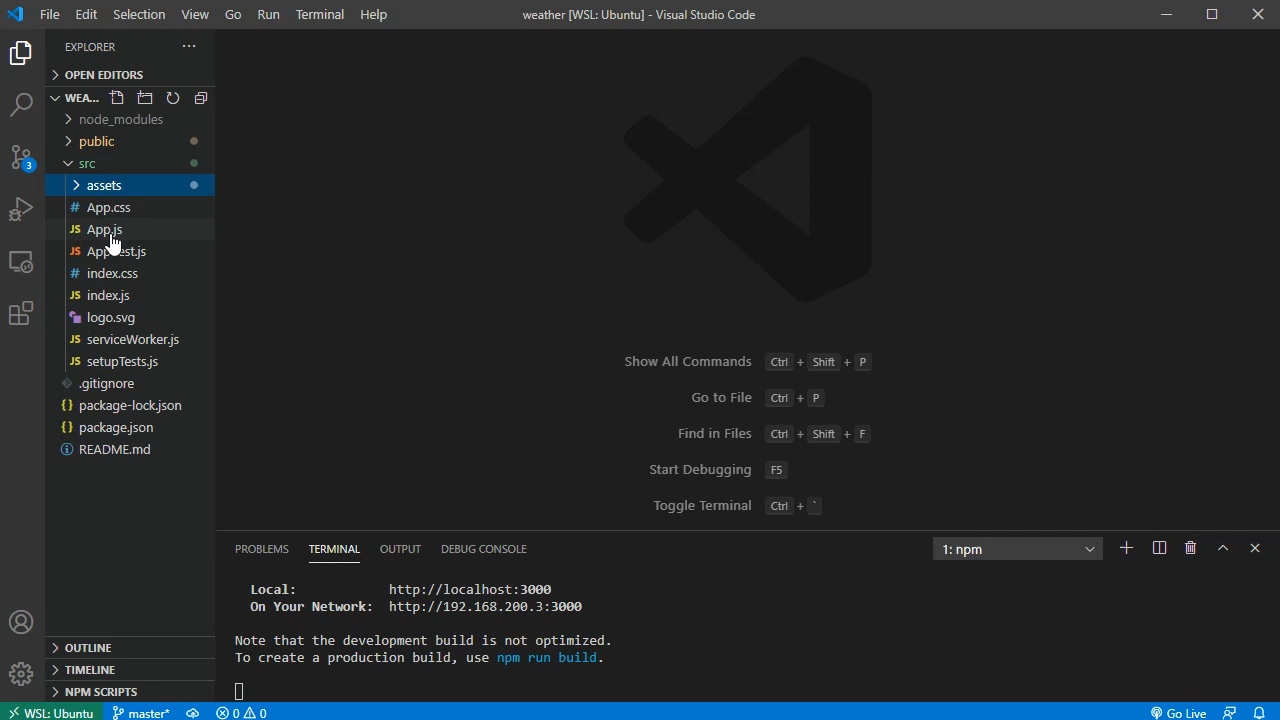 File Edit Selection View Go Run Terminal Help
weather [WSL: Ubuntu] - Visual Studio Code
EXPLORER
OPEN EDITORS
WEA...
node_modules
public
src
assets
# App.css
JS App.js
JS
# index.css
JS index.js
logo.svg
JS serviceWorker.js
JS setupTests.js
.gitignore
{} package-lock.json
{} package.json
README.md
OUTLINE
TIMELINE
NPM SCRIPTS
3
Show All Commands Ctrl + Shift + P
Go to File Ctrl + P
Find in Files Ctrl + Shift + F
Start Debugging F5
Toggle Terminal Ctrl + `
PROBLEMS TERMINAL OUTPUT DEBUG CONSOLE
1: npm
Local: http://localhost:3000
On Your Network: http://192.168.200.3:3000
Note that the development build is not optimized.
To create a production build, use npm run build.
WSL: Ubuntu master* 0 0 Go Live